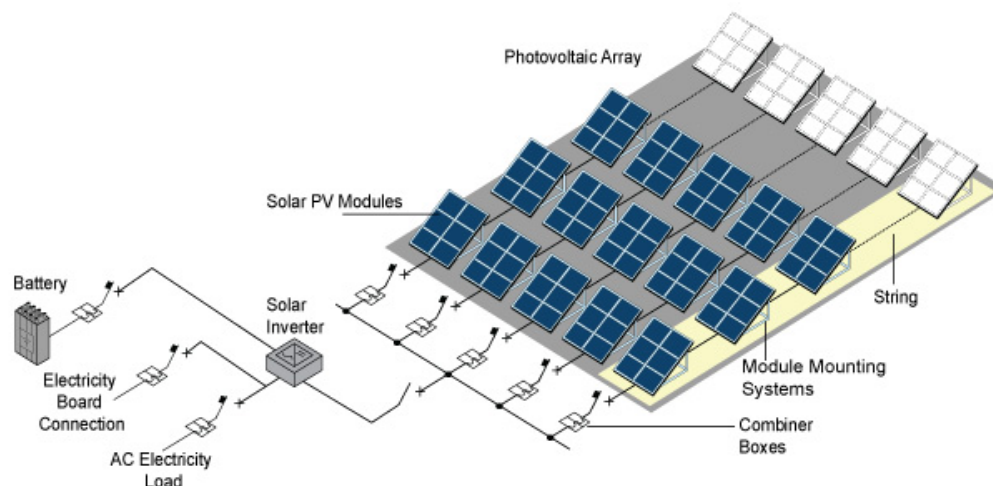 Photovoltaic Array
Solar PV Modules
Battery
Solar
Inverter
String
Module Mounting
Systems
Electricity
Board
Connection
Combiner
Boxes
AC Electricity
Load